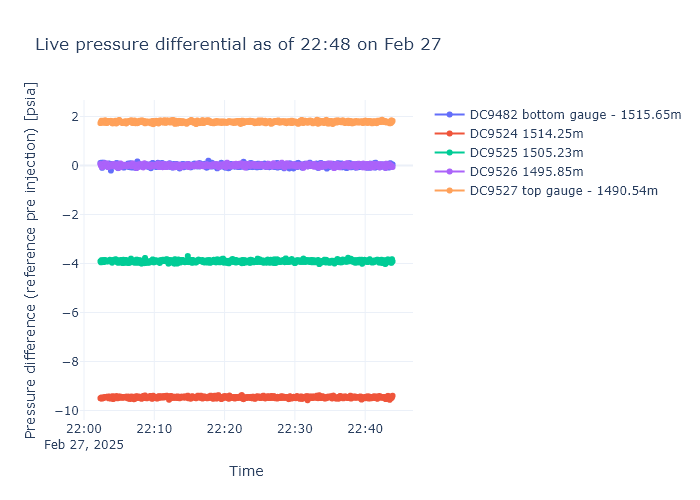 Live pressure differential as of 22:48 on Feb 27
Pressure difference (reference pre injection) [psia]
2
0
−2
−4
−6
−8
−10
22:00
Feb 27, 2025
22:10
22:20
22:30
22:40
Time
DC9482 bottom gauge - 1515.65m
DC9524 1514.25m
DC9525 1505.23m
DC9526 1495.85m
DC9527 top gauge - 1490.54m